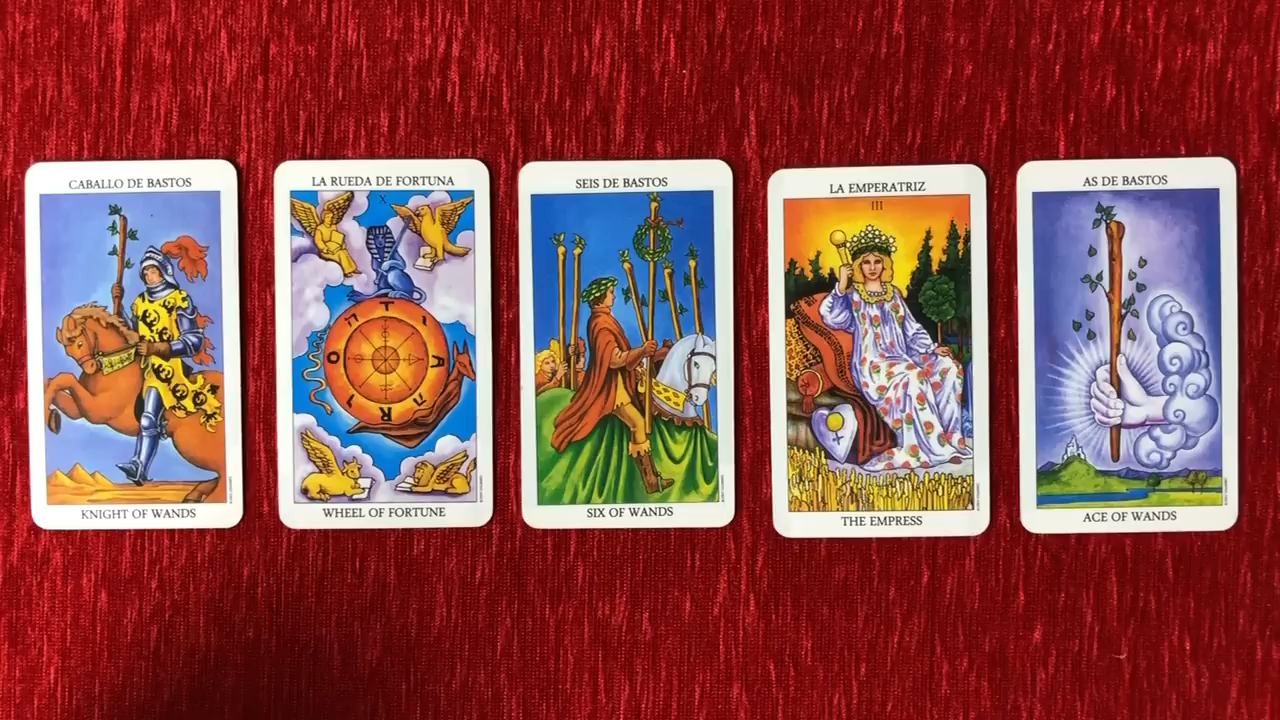 CABALLO DE BASTOS
KNIGHT OF WANDS
LA RUEDA DE FORTUNA
X
WHEEL OF FORTUNE
SEIS DE BASTOS
SIX OF WANDS
LA EMPERATRIZ
III
THE EMPRESS
AS DE BASTOS
ACE OF WANDS